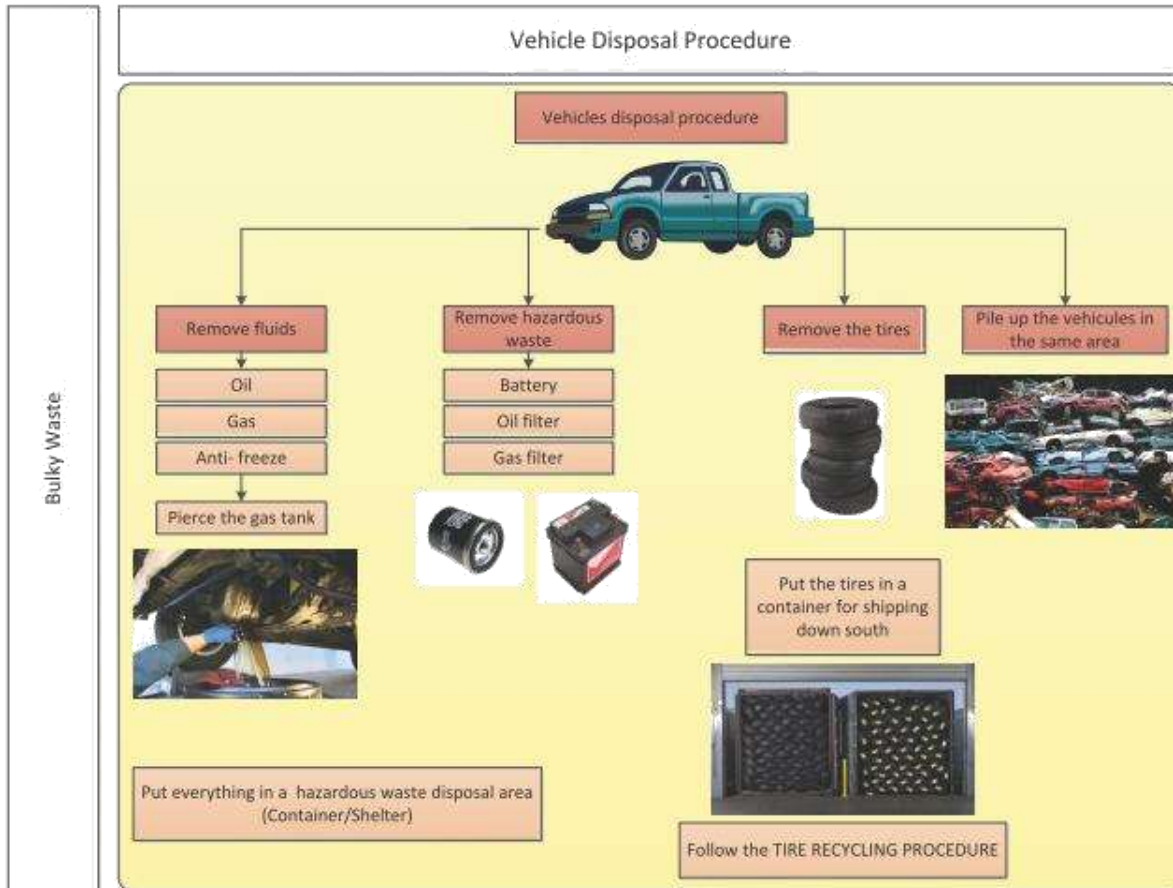 Vehicle Disposal Procedure
Bulky Waste
Vehicles disposal procedure
Remove fluids
Oil
Gas
Anti- freeze
Pierce the gas tank
Remove hazardous
waste
Battery
Oil filter
Gas filter
Remove the tires
Pile up the vehicules in
the same area
Put the tires in a
container for shipping
down south
Put everything in a hazardous waste disposal area
(Container/Shelter)
Follow the TIRE RECYCLING PROCEDURE